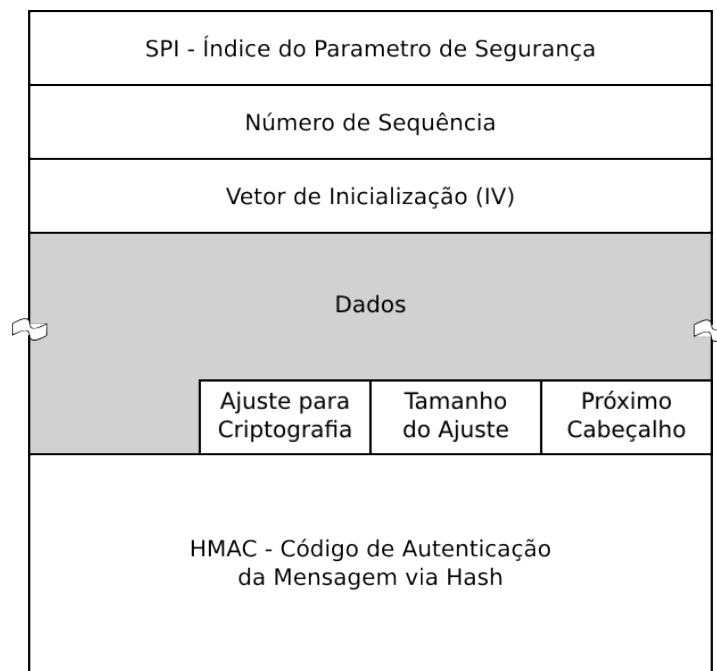 SPI - Índice do Parametro de Segurança
Número de Sequência
Vetor de Inicialização (IV)
Dados
Ajuste para
Criptografia
Tamanho
do Ajuste
Próximo
Cabeçalho
HMAC - Código de Autenticação
da Mensagem via Hash